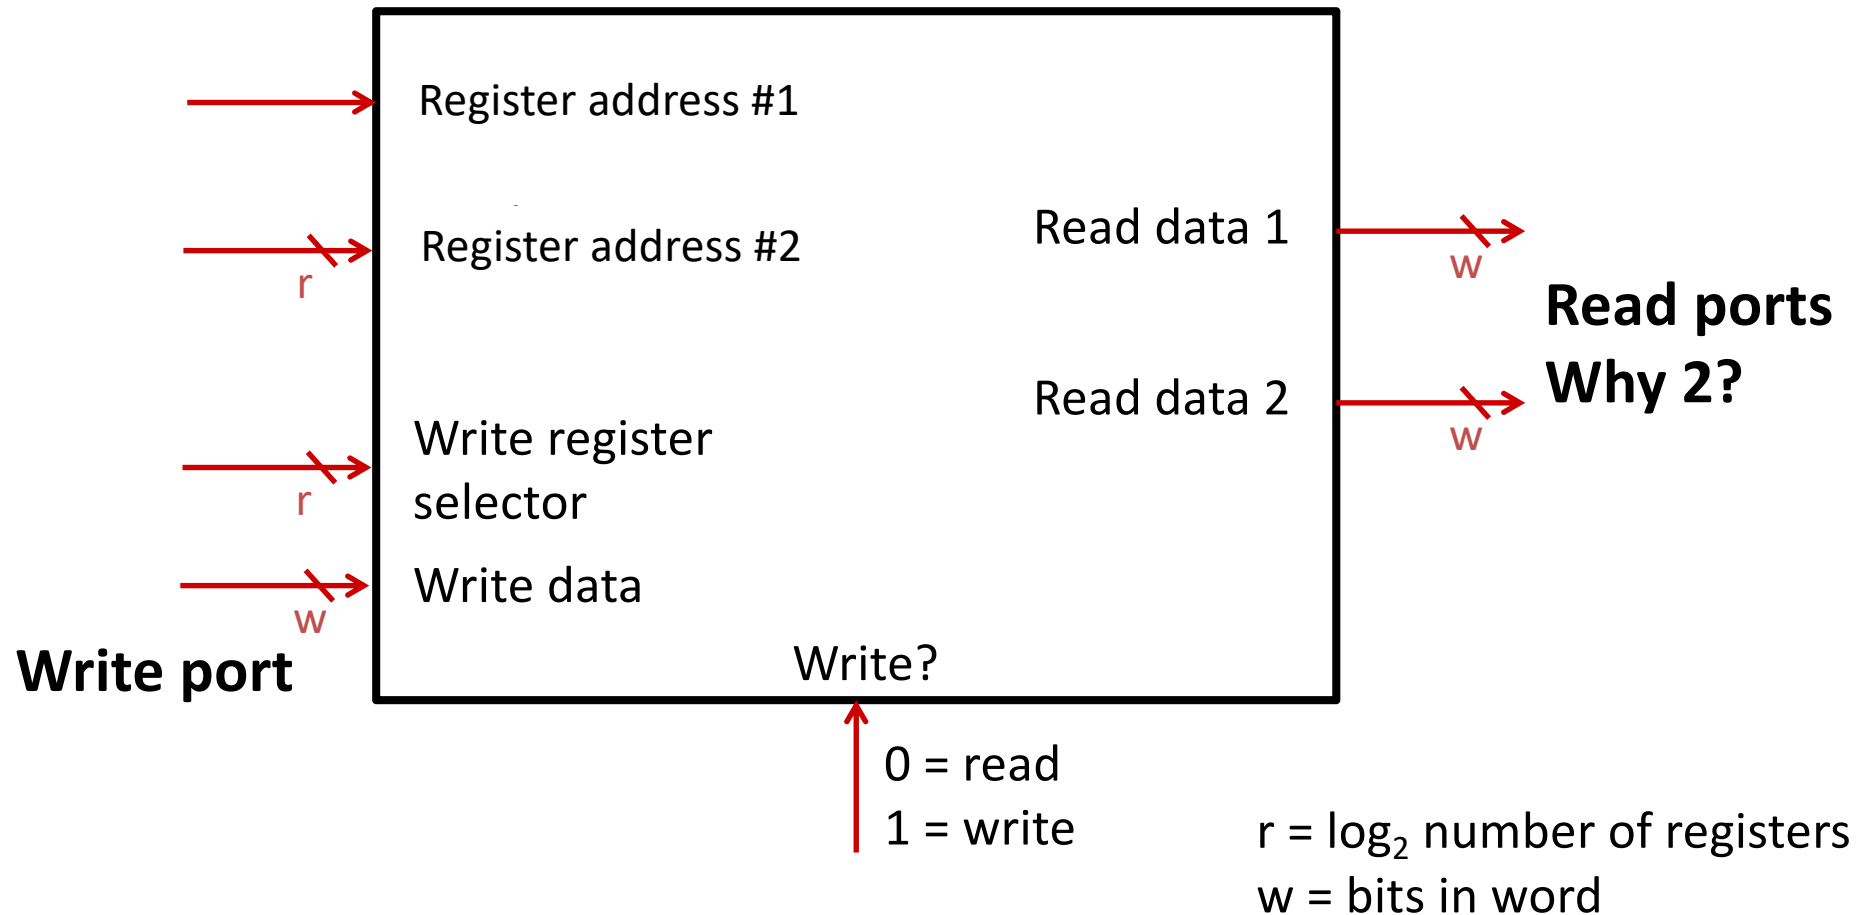 Register address #1
Register address #2
r
Write register
selector
r
Write data
w
Write port
Read data 1
w
Read data 2
w
Read ports
Why 2?
Write?
0 = read
1 = write
r = log₂ number of registers
w = bits in word